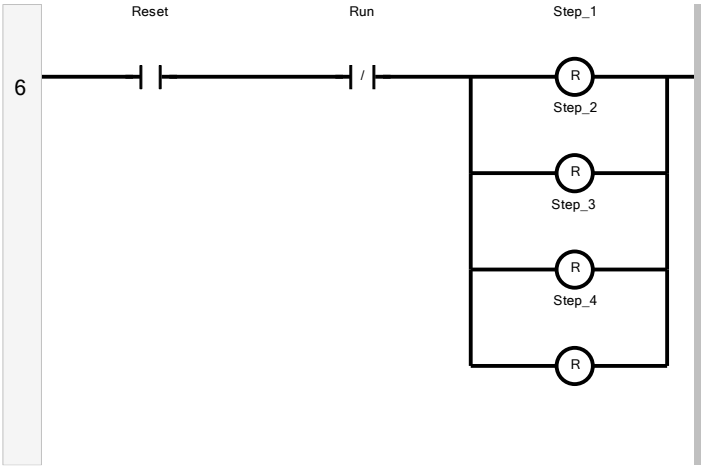 Reset Run Step_1
6 / R
Step_2
R
Step_3
R
Step_4
R